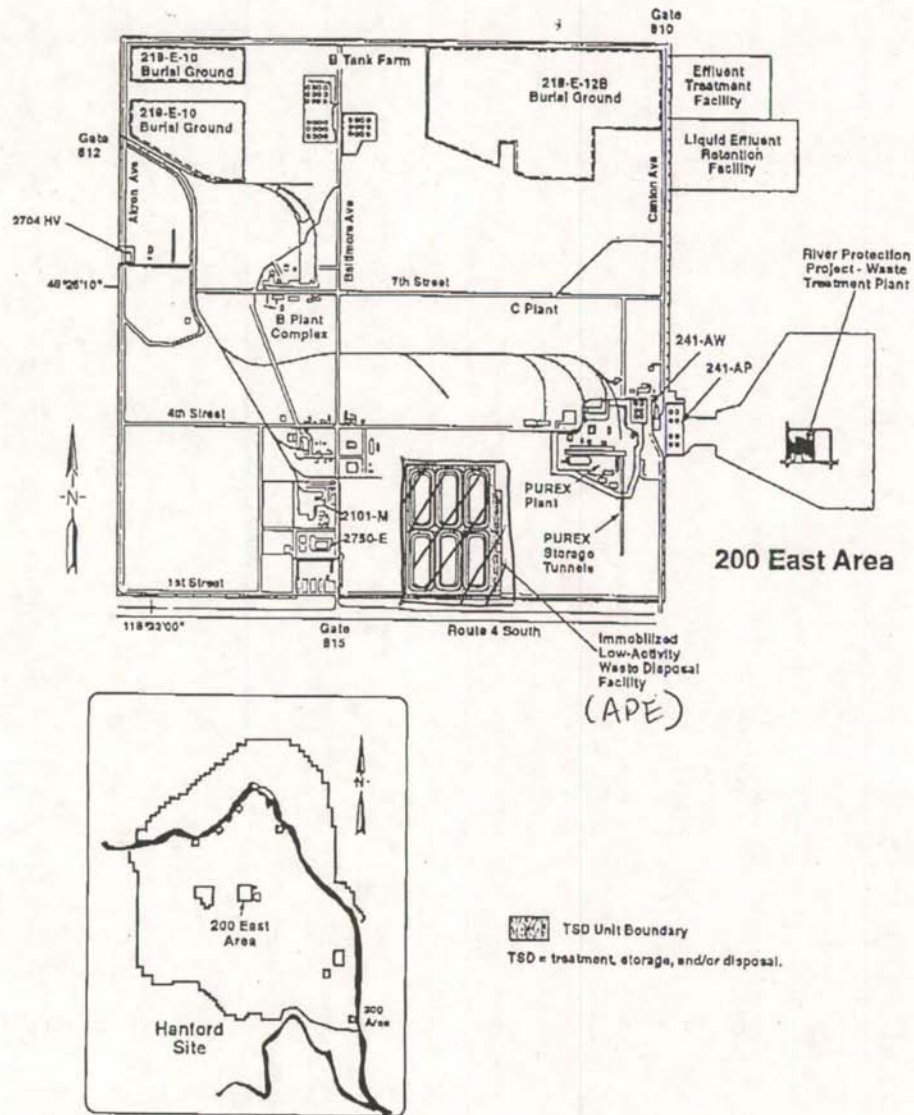 Gate
810
218-E-10
Burial Ground
B Tank Farm
218-E-12B
Burial Ground
Effluent
Treatment
Facility
218-E-10
Burial Ground
Liquid Effluent
Retention
Facility
Gate
812
Akron Ave
Baltimore Ave
Canton Ave
2704 HV
River Protection
Project - Waste
Treatment Plant
7th Street
C Plant
B Plant
Complex
241-AW
241-AP
4th Street
-N-
PUREX
Plant
2101-M
2750-E
PUREX
Storage
Tunnels
200 East Area
1st Street
Gate
815
Route 4 South
Immobilized
Low-Activity
Waste Disposal
Facility
(APE)
-N-
200 East
Area
Hanford
Site
Area
TSD Unit Boundary
TSD = treatment, storage, and/or disposal.